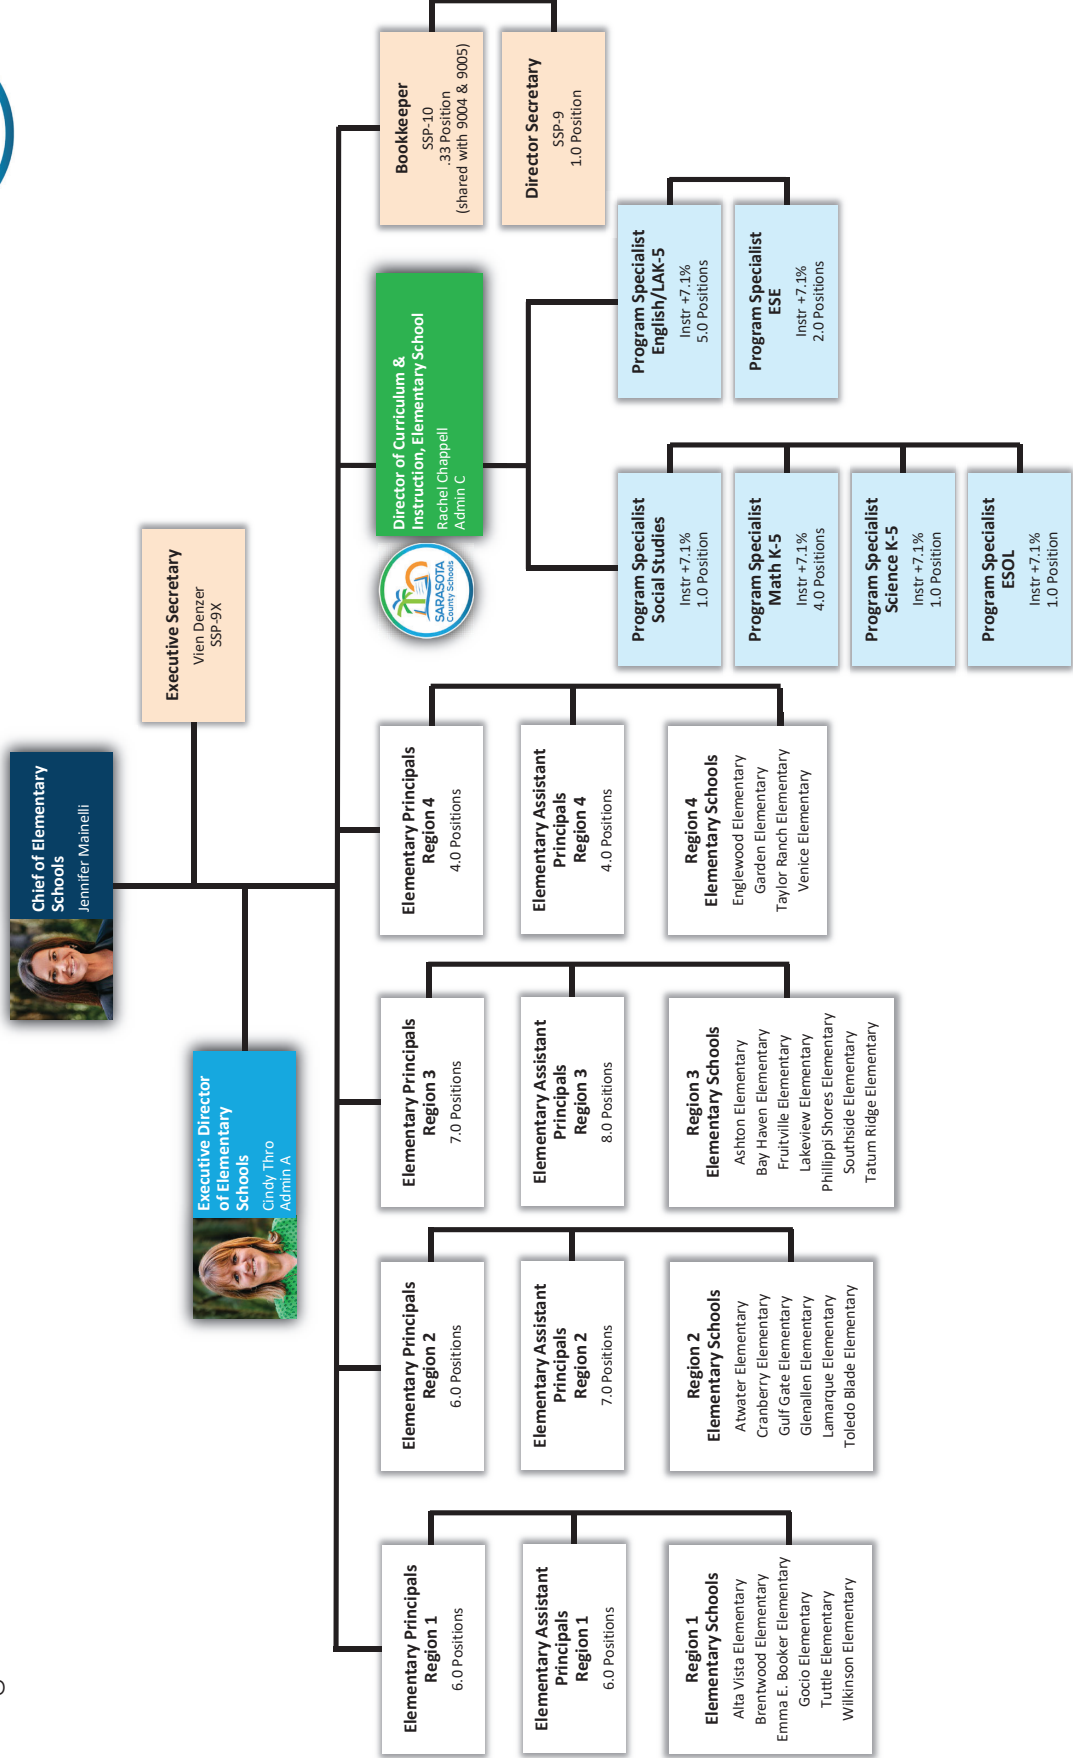 Chief of Elementary
Schools
Jennifer Mainelli
Executive Secretary
Vien Denzer
SSP-9X
Executive Director
of Elementary
Schools
Cindy Thro
Admin A
Elementary Principals
Region 1
6.0 Positions
Elementary Assistant
Principals
Region 1
6.0 Positions
Region 1
Elementary Schools
Alta Vista Elementary
Brentwood Elementary
Emma E. Booker Elementary
Gocio Elementary
Tuttle Elementary
Wilkinson Elementary
Elementary Principals
Region 2
6.0 Positions
Elementary Assistant
Principals
Region 2
7.0 Positions
Region 2
Elementary Schools
Atwater Elementary
Cranberry Elementary
Gulf Gate Elementary
Glenallen Elementary
Lamarque Elementary
Toledo Blade Elementary
Elementary Principals
Region 3
7.0 Positions
Elementary Assistant
Principals
Region 3
8.0 Positions
Region 3
Elementary Schools
Ashton Elementary
Bay Haven Elementary
Fruitville Elementary
Lakeview Elementary
Phillippi Shores Elementary
Southside Elementary
Tatum Ridge Elementary
Elementary Principals
Region 4
4.0 Positions
Elementary Assistant
Principals
Region 4
4.0 Positions
Region 4
Elementary Schools
Englewood Elementary
Garden Elementary
Taylor Ranch Elementary
Venice Elementary
SARASOTA
County Schools
Director of Curriculum &
Instruction, Elementary School
Rachel Chappell
Admin C
Program Specialist
Social Studies
Instr +7.1%
1.0 Position
Program Specialist
Math K-5
Instr +7.1%
4.0 Positions
Program Specialist
Science K-5
Instr +7.1%
1.0 Position
Program Specialist
ESOL
Instr +7.1%
1.0 Position
Program Specialist
English/LAK-5
Instr +7.1%
5.0 Positions
Program Specialist
ESE
Instr +7.1%
2.0 Positions
Bookkeeper
SSP-10
.33 Position
(shared with 9004 & 9005)
Director Secretary
SSP-9
1.0 Position